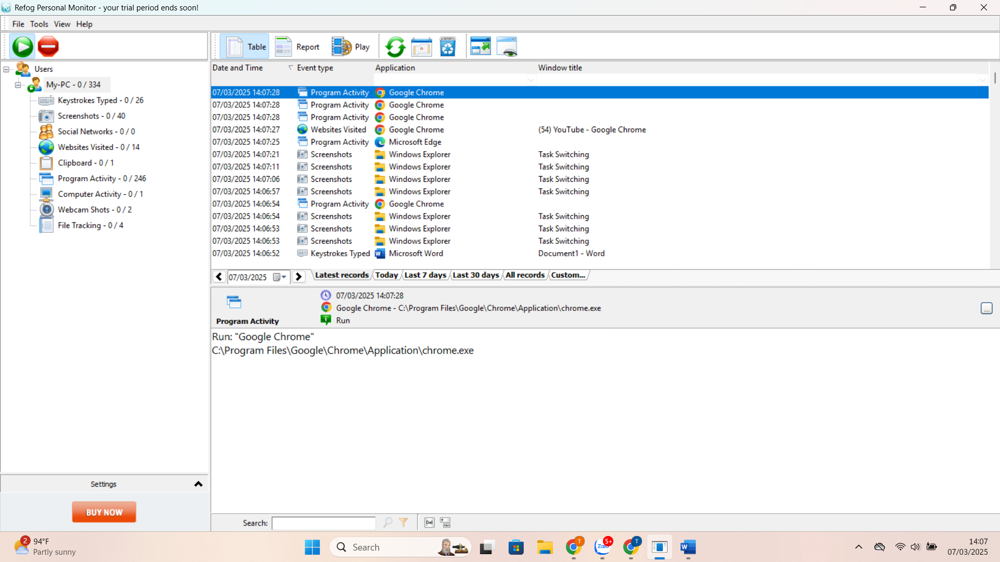 Refog Personal Monitor - your trial period ends soon!
File Tools View Help
Table Report Play
Users
My-PC - 0 / 334
Keystrokes Typed - 0 / 26
Screenshots - 0 / 40
Social Networks - 0 / 0
Websites Visited - 0 / 14
Clipboard - 0 / 1
Program Activity - 0 / 246
Computer Activity - 0 / 1
Webcam Shots - 0 / 2
File Tracking - 0 / 4
Settings
BUY NOW
Date and Time Event type Application Window title
07/03/2025 14:07:28 Program Activity Google Chrome
07/03/2025 14:07:28 Program Activity Google Chrome
07/03/2025 14:07:28 Program Activity Google Chrome
07/03/2025 14:07:27 Websites Visited Google Chrome (54) YouTube - Google Chrome
07/03/2025 14:07:25 Program Activity Microsoft Edge
07/03/2025 14:07:21 Screenshots Windows Explorer Task Switching
07/03/2025 14:07:11 Screenshots Windows Explorer Task Switching
07/03/2025 14:07:06 Screenshots Windows Explorer Task Switching
07/03/2025 14:06:57 Screenshots Windows Explorer Task Switching
07/03/2025 14:06:54 Program Activity Google Chrome
07/03/2025 14:06:54 Screenshots Windows Explorer Task Switching
07/03/2025 14:06:53 Screenshots Windows Explorer Task Switching
07/03/2025 14:06:53 Screenshots Windows Explorer Task Switching
07/03/2025 14:06:52 Keystrokes Typed Microsoft Word Document1 - Word
07/03/2025 Latest records Today Last 7 days Last 30 days All records Custom...
Program Activity
07/03/2025 14:07:28
Google Chrome - C:\Program Files\Google\Chrome\Application\chrome.exe
Run
...
Run: "Google Chrome"
C:\Program Files\Google\Chrome\Application\chrome.exe
Search:
Del
2 94°F
Partly sunny
Search
T
Zalo 5+
T
W
14:07
07/03/2025